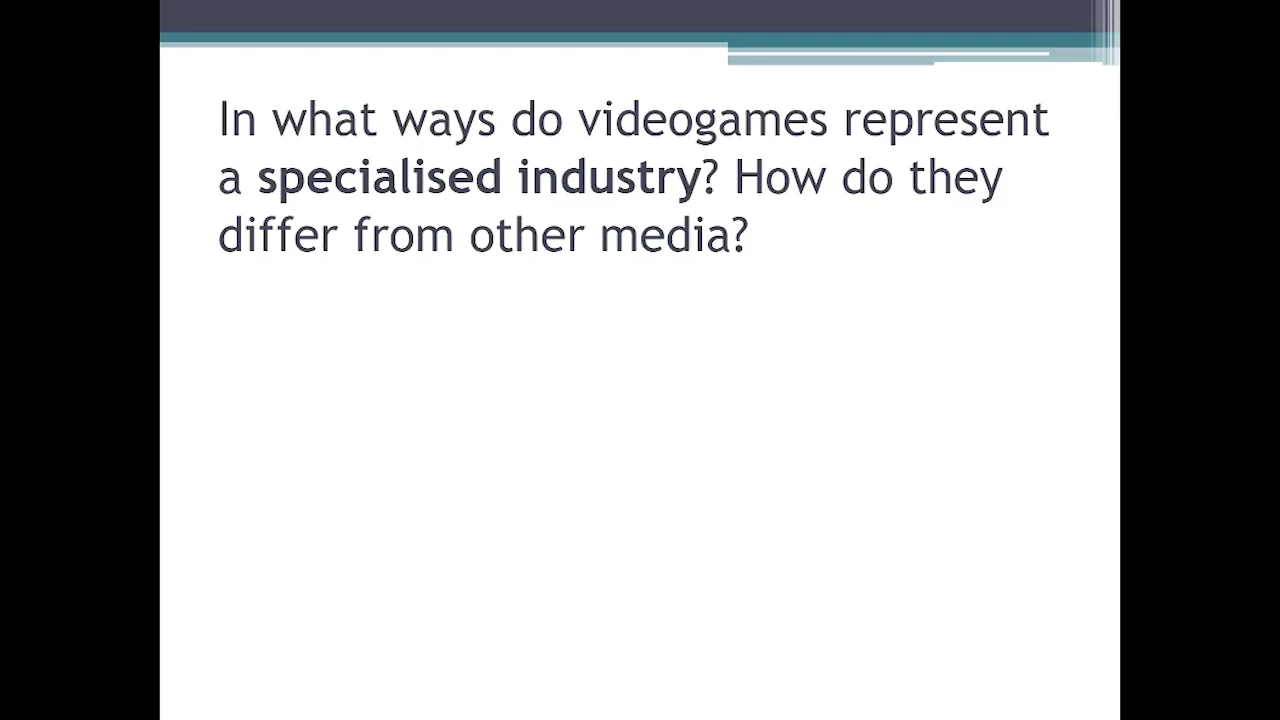 In what ways do videogames represent
a specialised industry? How do they
differ from other media?